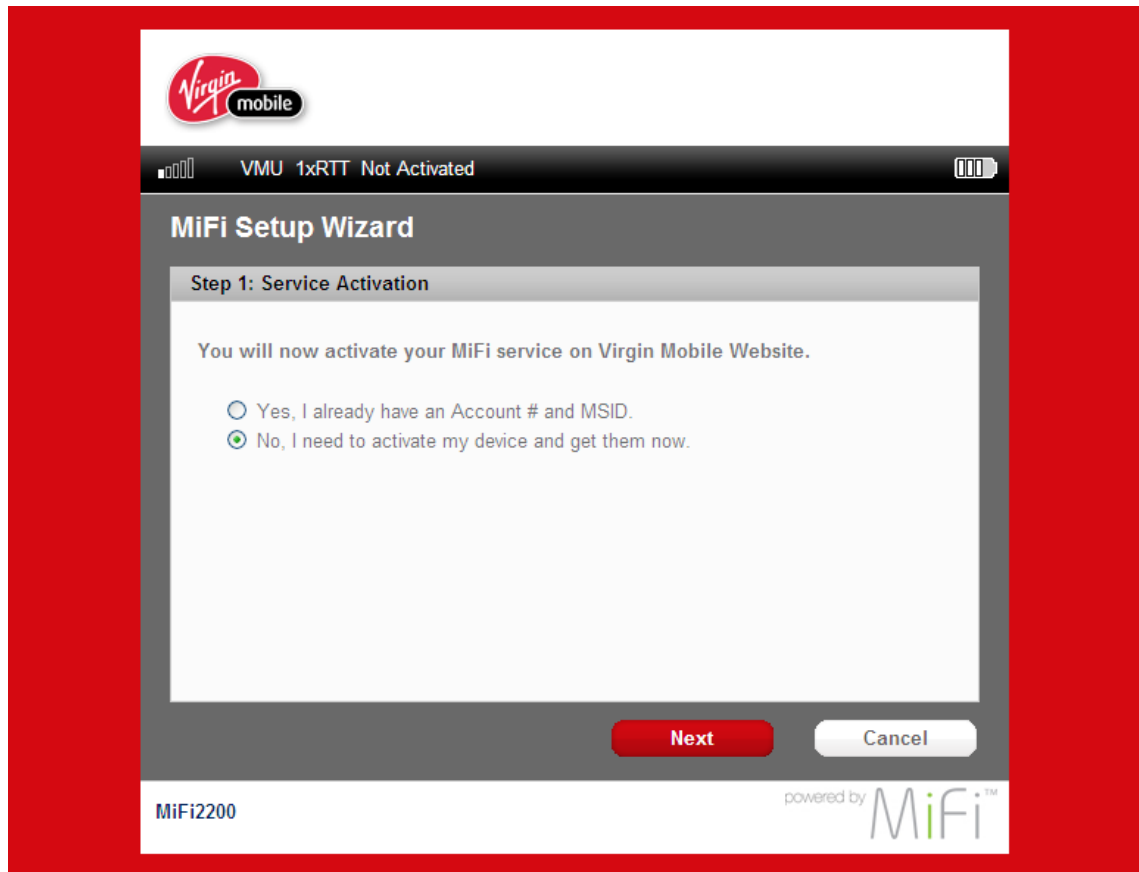 Virgin
mobile
VMU 1xRTT Not Activated
MiFi Setup Wizard
Step 1: Service Activation
You will now activate your MiFi service on Virgin Mobile Website.
Yes, I already have an Account # and MSID.
No, I need to activate my device and get them now.
Next Cancel
MiFi2200
powered by MiFi™